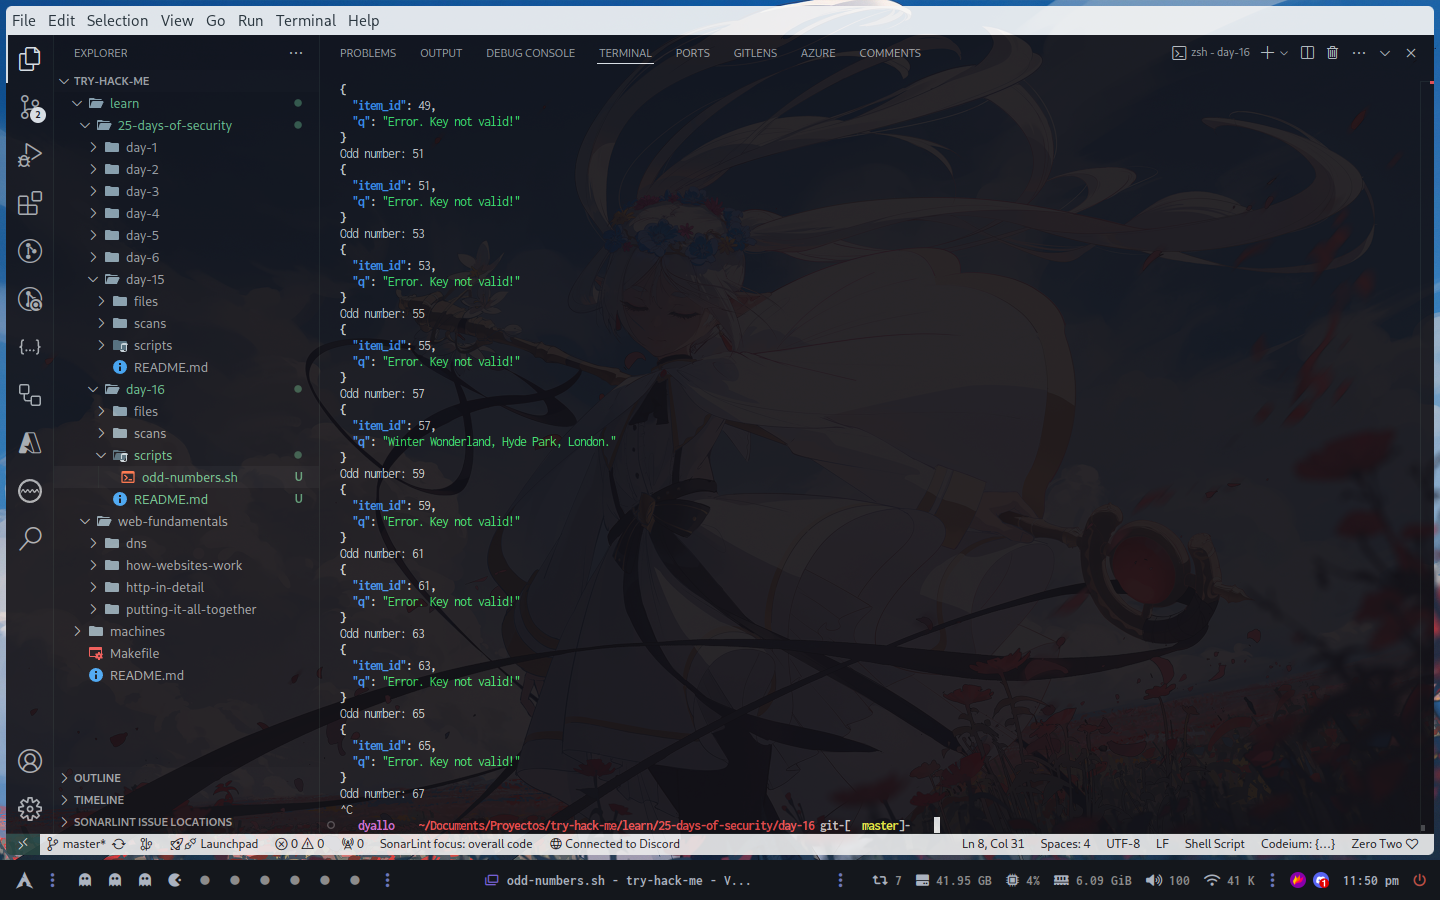 File Edit Selection View Go Run Terminal Help
EXPLORER
TRY-HACK-ME
learn
25-days-of-security
day-1
day-2
day-3
day-4
day-5
day-6
day-15
files
scans
scripts
README.md
day-16
files
scans
scripts
odd-numbers.sh U
README.md U
web-fundamentals
dns
how-websites-work
http-in-detail
putting-it-all-together
machines
Makefile
README.md
OUTLINE
TIMELINE
SONARLINT ISSUE LOCATIONS
2
PROBLEMS OUTPUT DEBUG CONSOLE TERMINAL PORTS GITLENS AZURE COMMENTS
zsh - day-16
{
"item_id": 49,
"q": "Error. Key not valid!"
}
Odd number: 51
{
"item_id": 51,
"q": "Error. Key not valid!"
}
Odd number: 53
{
"item_id": 53,
"q": "Error. Key not valid!"
}
Odd number: 55
{
"item_id": 55,
"q": "Error. Key not valid!"
}
Odd number: 57
{
"item_id": 57,
"q": "Winter Wonderland, Hyde Park, London."
}
Odd number: 59
{
"item_id": 59,
"q": "Error. Key not valid!"
}
Odd number: 61
{
"item_id": 61,
"q": "Error. Key not valid!"
}
Odd number: 63
{
"item_id": 63,
"q": "Error. Key not valid!"
}
Odd number: 65
{
"item_id": 65,
"q": "Error. Key not valid!"
}
Odd number: 67
^C
dyallo ~/Documents/Proyectos/try-hack-me/learn/25-days-of-security/day-16 git-[ master]-
master* Launchpad 0 0 0 SonarLint focus: overall code Connected to Discord Ln 8, Col 31 Spaces: 4 UTF-8 LF Shell Script Codeium: {...} Zero Two
odd-numbers.sh - try-hack-me - V... 7 41.95 GB 4% 6.09 GiB 100 41 K 1 11:50 pm